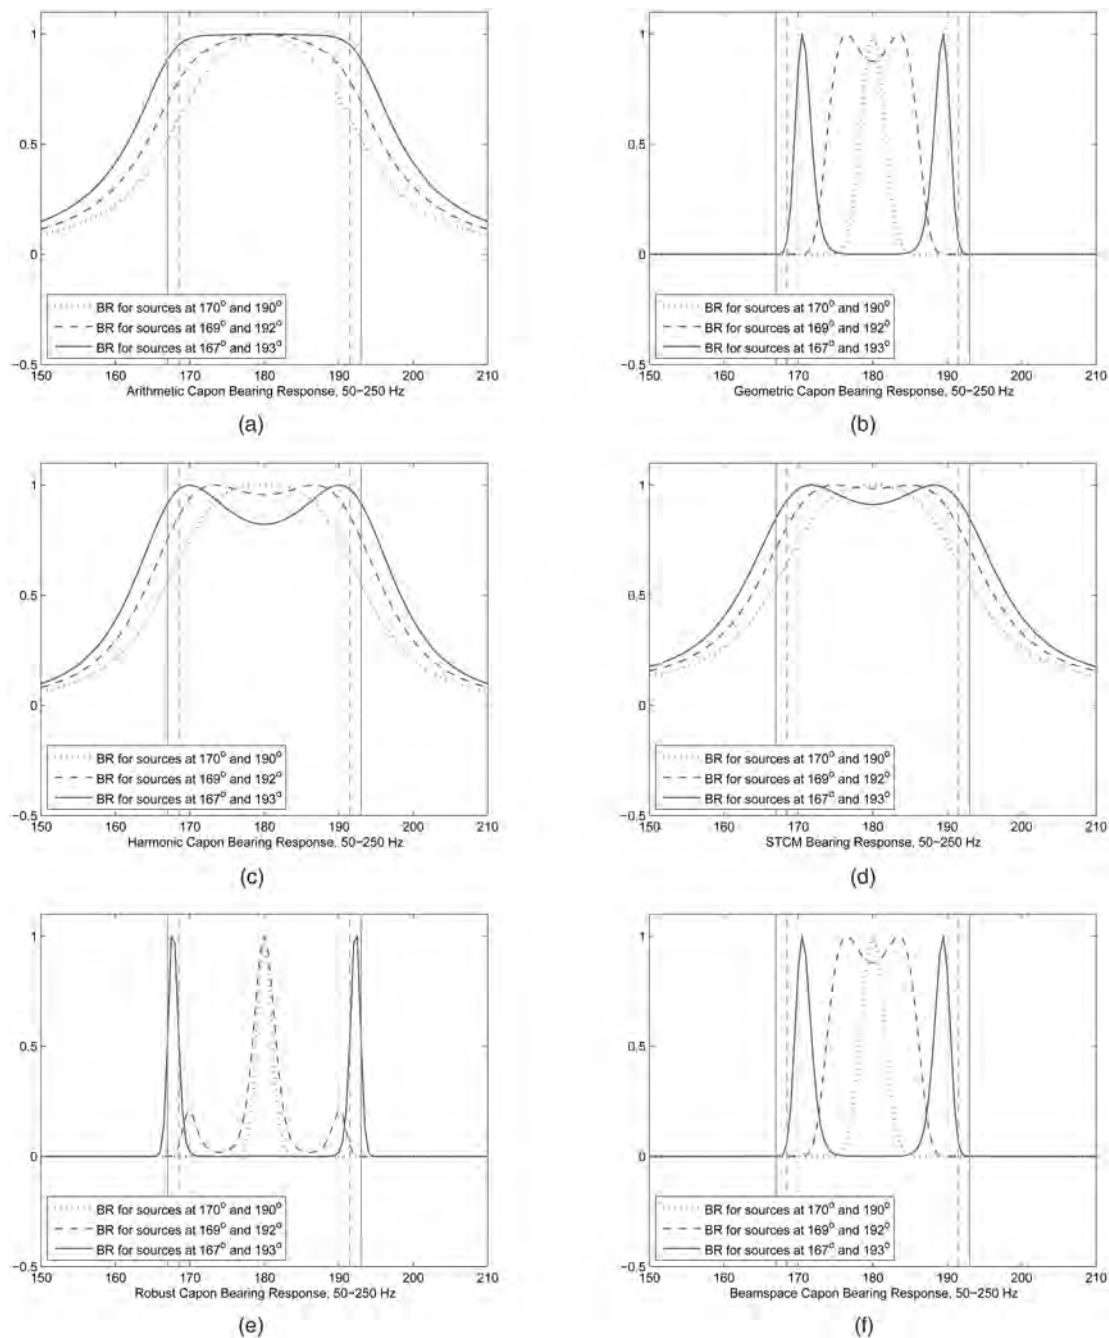 1
0.5
0
−0.5
BR for sources at 170° and 190°
BR for sources at 169° and 192°
BR for sources at 167° and 193°
150 160 170 180 190 200 210
Arithmetic Capon Bearing Response, 50−250 Hz
(a)
1
0.5
0
−0.5
BR for sources at 170° and 190°
BR for sources at 169° and 192°
BR for sources at 167° and 193°
150 160 170 180 190 200 210
Geometric Capon Bearing Response, 50−250 Hz
(b)
1
0.5
0
−0.5
BR for sources at 170° and 190°
BR for sources at 169° and 192°
BR for sources at 167° and 193°
150 160 170 180 190 200 210
Harmonic Capon Bearing Response, 50−250 Hz
(c)
1
0.5
0
−0.5
BR for sources at 170° and 190°
BR for sources at 169° and 192°
BR for sources at 167° and 193°
150 160 170 180 190 200 210
STCM Bearing Response, 50−250 Hz
(d)
1
0.5
0
−0.5
BR for sources at 170° and 190°
BR for sources at 169° and 192°
BR for sources at 167° and 193°
150 160 170 180 190 200 210
Robust Capon Bearing Response, 50−250 Hz
(e)
1
0.5
0
−0.5
BR for sources at 170° and 190°
BR for sources at 169° and 192°
BR for sources at 167° and 193°
150 160 170 180 190 200 210
Beamspace Capon Bearing Response, 50−250 Hz
(f)